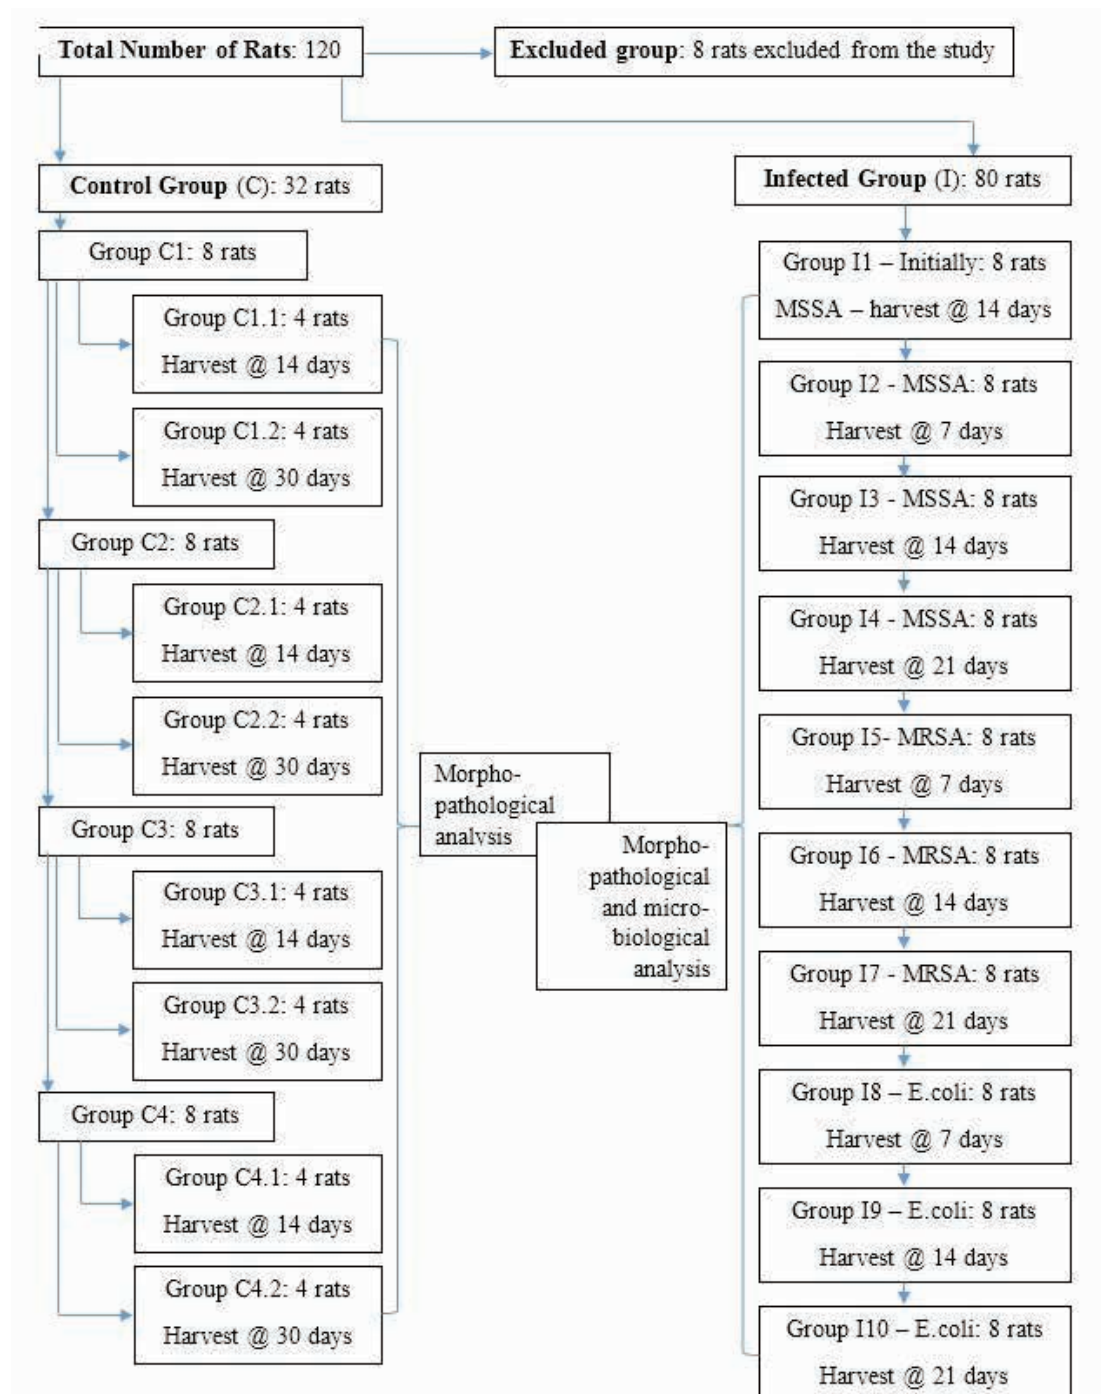 Total Number of Rats: 120
Excluded group: 8 rats excluded from the study
Control Group (C): 32 rats
Group C1: 8 rats
Group C1.1: 4 rats
Harvest @ 14 days
Group C1.2: 4 rats
Harvest @ 30 days
Group C2: 8 rats
Group C2.1: 4 rats
Harvest @ 14 days
Group C2.2: 4 rats
Harvest @ 30 days
Group C3: 8 rats
Group C3.1: 4 rats
Harvest @ 14 days
Group C3.2: 4 rats
Harvest @ 30 days
Group C4: 8 rats
Group C4.1: 4 rats
Harvest @ 14 days
Group C4.2: 4 rats
Harvest @ 30 days
Morpho-
pathological
analysis
Morpho-
pathological
and micro-
biological
analysis
Infected Group (I): 80 rats
Group I1 – Initially: 8 rats
MSSA – harvest @ 14 days
Group I2 - MSSA: 8 rats
Harvest @ 7 days
Group I3 - MSSA: 8 rats
Harvest @ 14 days
Group I4 - MSSA: 8 rats
Harvest @ 21 days
Group I5- MRSA: 8 rats
Harvest @ 7 days
Group I6 - MRSA: 8 rats
Harvest @ 14 days
Group I7 - MRSA: 8 rats
Harvest @ 21 days
Group I8 – E.coli: 8 rats
Harvest @ 7 days
Group I9 – E.coli: 8 rats
Harvest @ 14 days
Group I10 – E.coli: 8 rats
Harvest @ 21 days